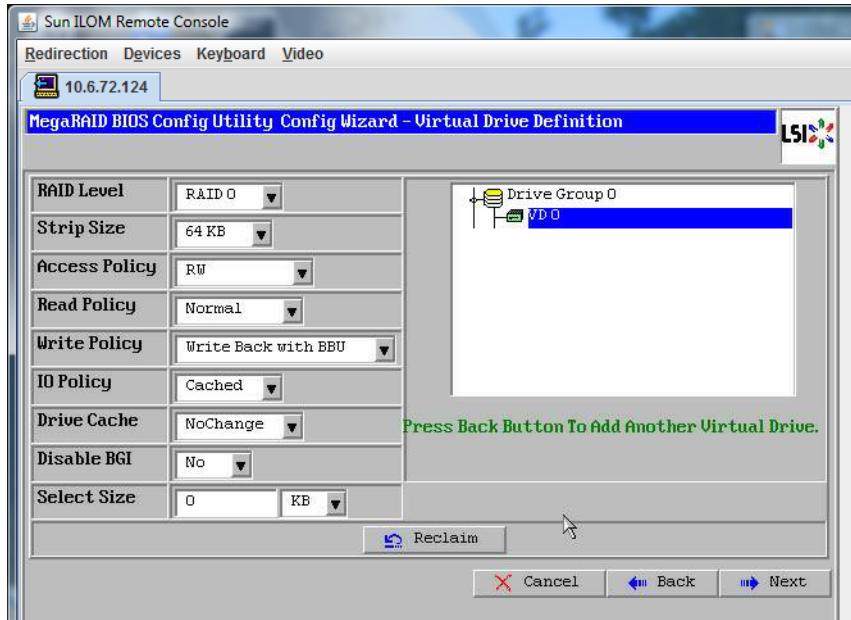 Sun ILOM Remote Console
Redirection Devices Keyboard Video
10.6.72.124
MegaRAID BIOS Config Utility Config Wizard - Virtual Drive Definition
LSI
RAID Level RAID 0
Strip Size 64 KB
Access Policy RW
Read Policy Normal
Write Policy Write Back with BBU
IO Policy Cached
Drive Cache NoChange
Disable BGI No
Select Size 0 KB
Drive Group 0
VD 0
Press Back Button To Add Another Virtual Drive.
Reclaim
Cancel Back Next